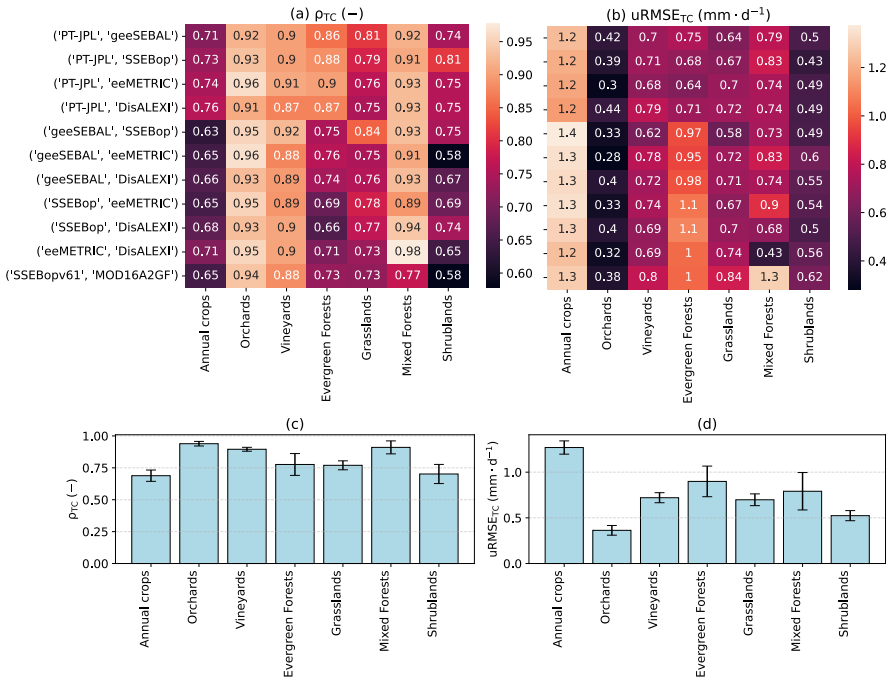 (a) ρTC (−)
('PT-JPL', 'geeSEBAL') 0.71 0.92 0.9 0.86 0.81 0.92 0.74
('PT-JPL', 'SSEBop') 0.73 0.93 0.9 0.88 0.79 0.9 0.81
('PT-JPL', 'eeMETRIC') 0.74 0.96 0.91 0.9 0.76 0.93 0.75
('PT-JPL', 'DisALEXI') 0.76 0.91 0.87 0.87 0.75 0.93 0.75
('geeSEBAL', 'SSEBop') 0.63 0.95 0.92 0.75 0.84 0.93 0.75
('geeSEBAL', 'eeMETRIC') 0.65 0.96 0.88 0.76 0.75 0.91 0.58
('geeSEBAL', 'DisALEXI') 0.66 0.93 0.89 0.74 0.76 0.93 0.67
('SSEBop', 'eeMETRIC') 0.65 0.95 0.89 0.69 0.78 0.89 0.69
('SSEBop', 'DisALEXI') 0.68 0.93 0.9 0.66 0.77 0.94 0.74
('eeMETRIC', 'DisALEXI') 0.71 0.95 0.9 0.71 0.73 0.98 0.65
('SSEBopv61', 'MOD16A2GF') 0.65 0.94 0.88 0.73 0.73 0.77 0.58
Annual crops
Orchards
Vineyards
Evergreen Forests
Grasslands
Mixed Forests
Shrublands
0.95
0.90
0.85
0.80
0.75
0.70
0.65
0.60
(b) uRMSETC (mm · d−1)
1.2 0.42 0.7 0.75 0.64 0.79 0.5
1.2 0.39 0.71 0.68 0.67 0.83 0.43
1.2 0.3 0.68 0.64 0.7 0.74 0.49
1.2 0.44 0.79 0.71 0.72 0.74 0.49
1.4 0.33 0.62 0.97 0.58 0.73 0.49
1.3 0.28 0.78 0.95 0.72 0.83 0.6
1.3 0.4 0.72 0.98 0.71 0.74 0.55
1.3 0.33 0.74 1.1 0.67 0.9 0.54
1.3 0.4 0.69 1.1 0.7 0.68 0.5
1.2 0.32 0.69 1 0.74 0.43 0.56
1.3 0.38 0.8 1 0.84 1.3 0.62
Annual crops
Orchards
Vineyards
Evergreen Forests
Grasslands
Mixed Forests
Shrublands
1.2
1.0
0.8
0.6
0.4
(c)
ρTC (−)
1.00
0.75
0.50
0.25
0.00
Annual crops
Orchards
Vineyards
Evergreen Forests
Grasslands
Mixed Forests
Shrublands
(d)
uRMSETC (mm · d−1)
1.0
0.5
0.0
Annual crops
Orchards
Vineyards
Evergreen Forests
Grasslands
Mixed Forests
Shrublands